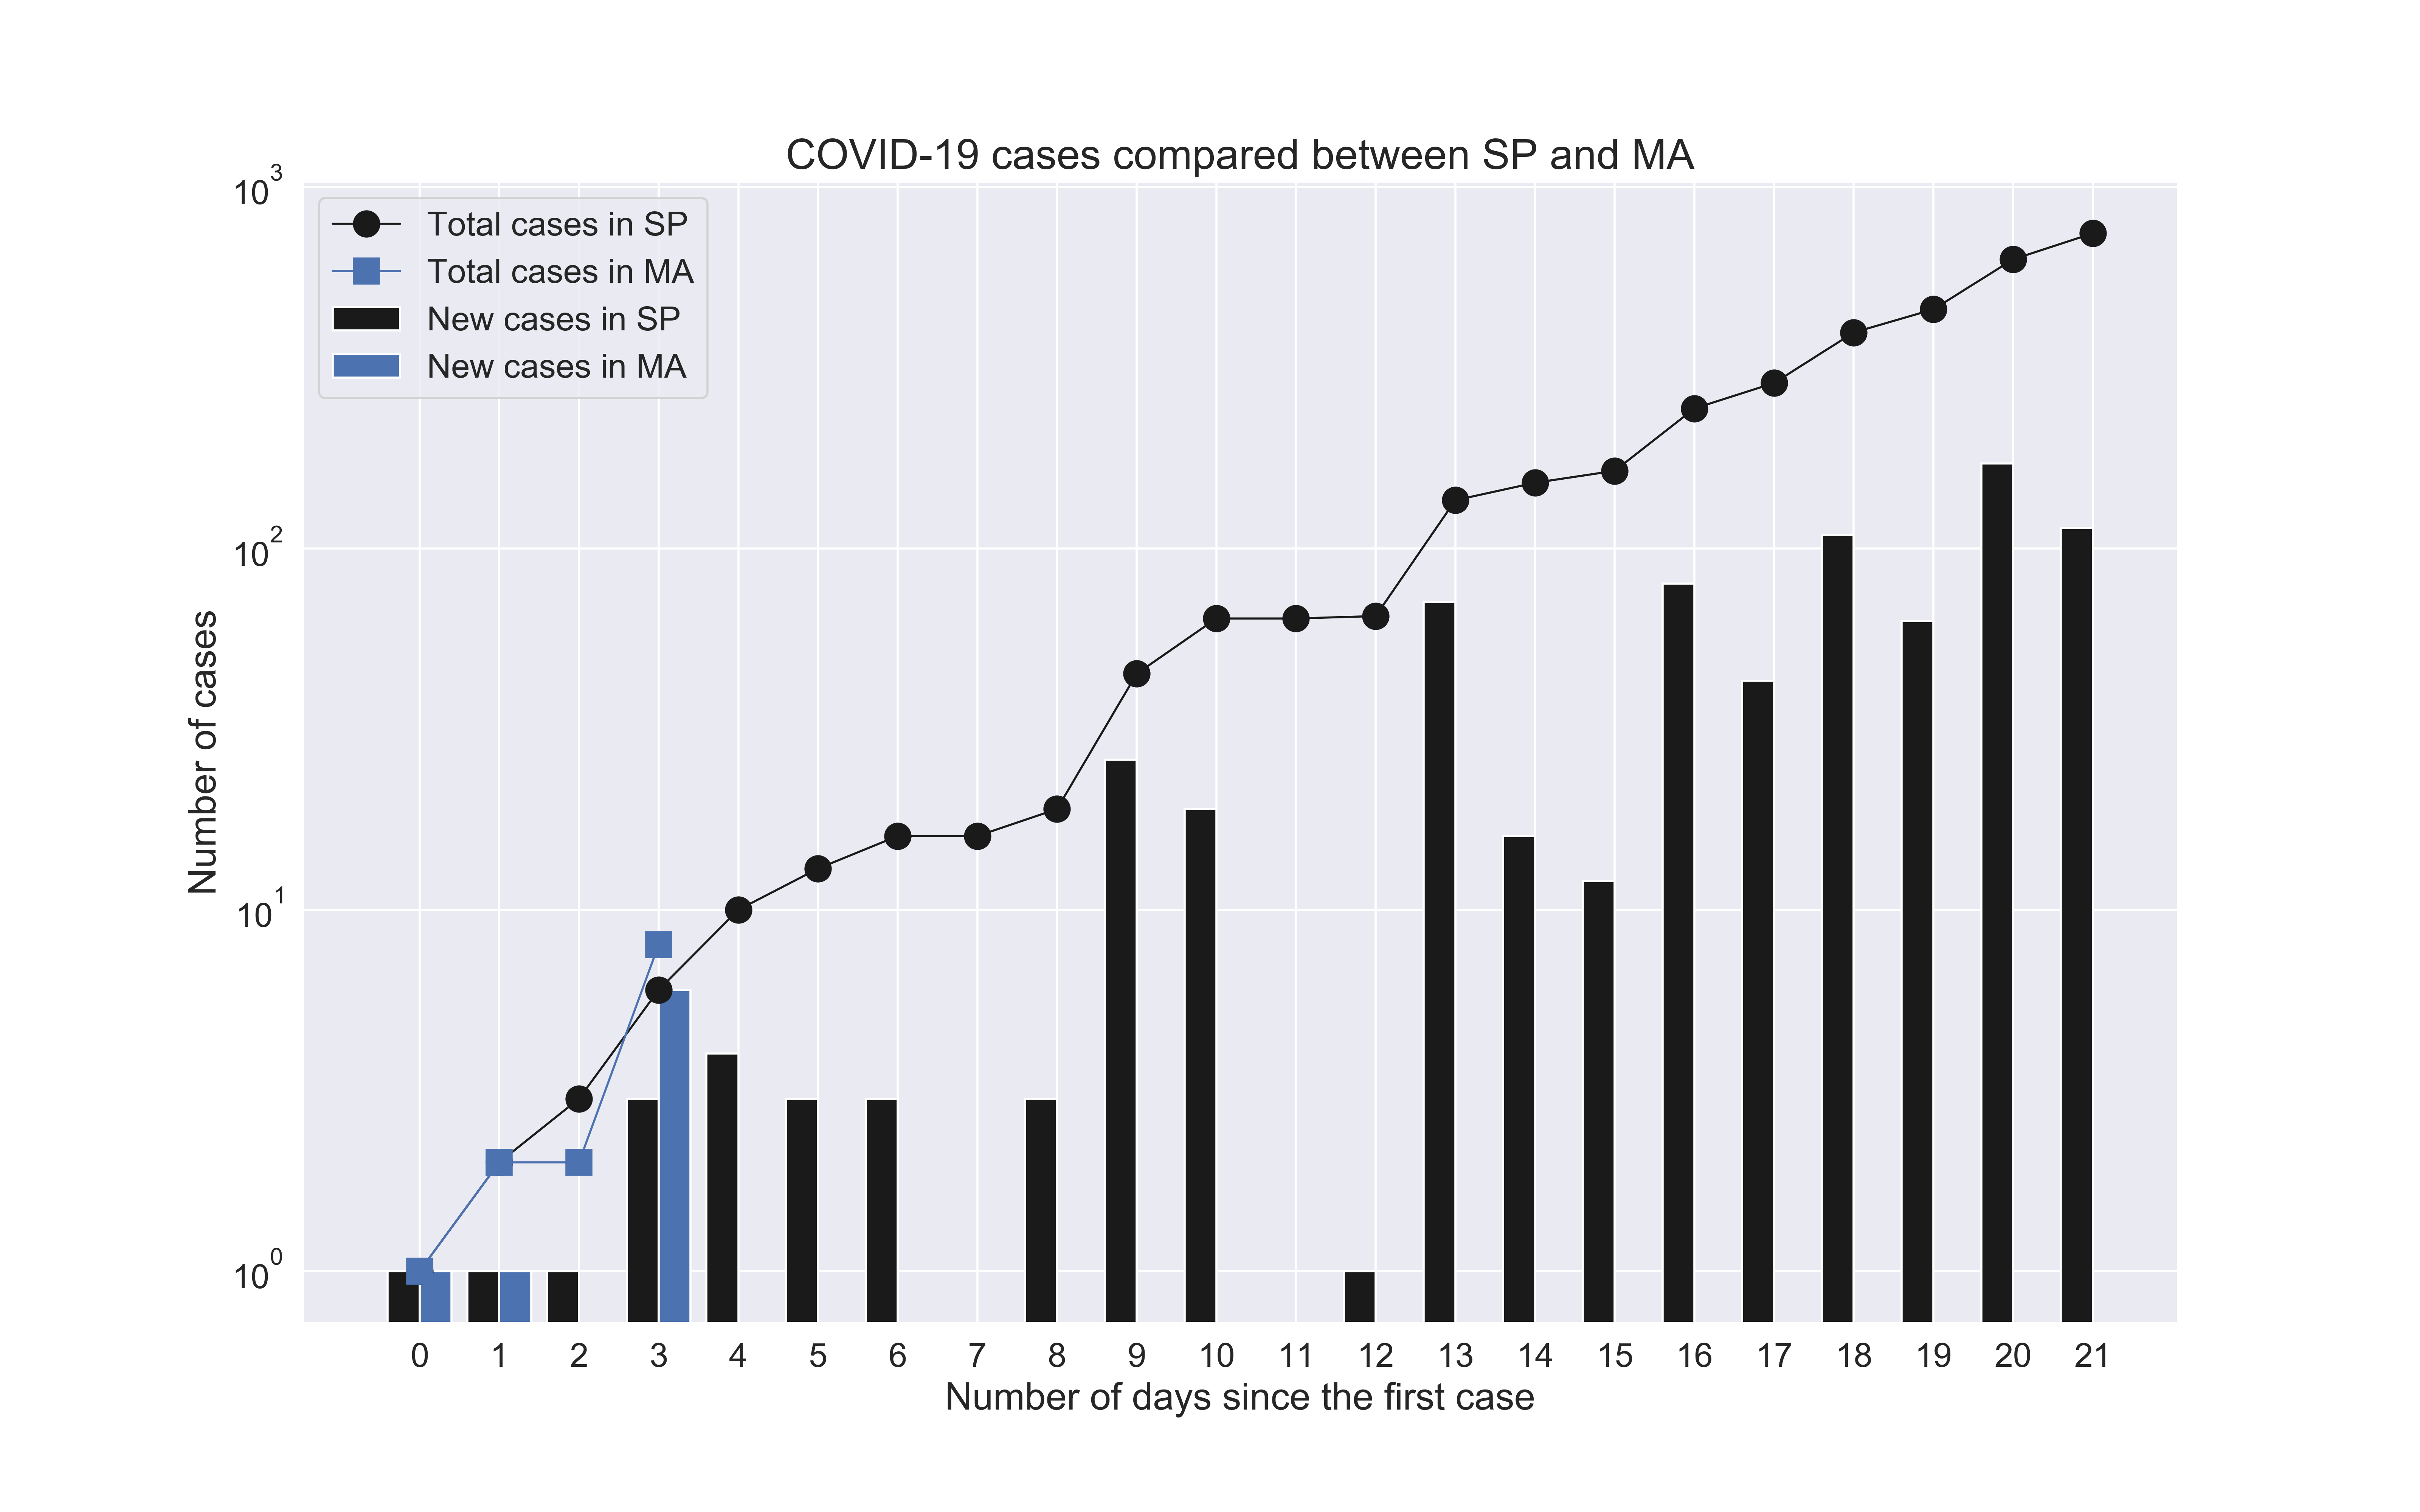 COVID-19 cases compared between SP and MA
Total cases in SP
Total cases in MA
New cases in SP
New cases in MA
Number of cases
10³
10²
10¹
10⁰
0 1 2 3 4 5 6 7 8 9 10 11 12 13 14 15 16 17 18 19 20 21
Number of days since the first case